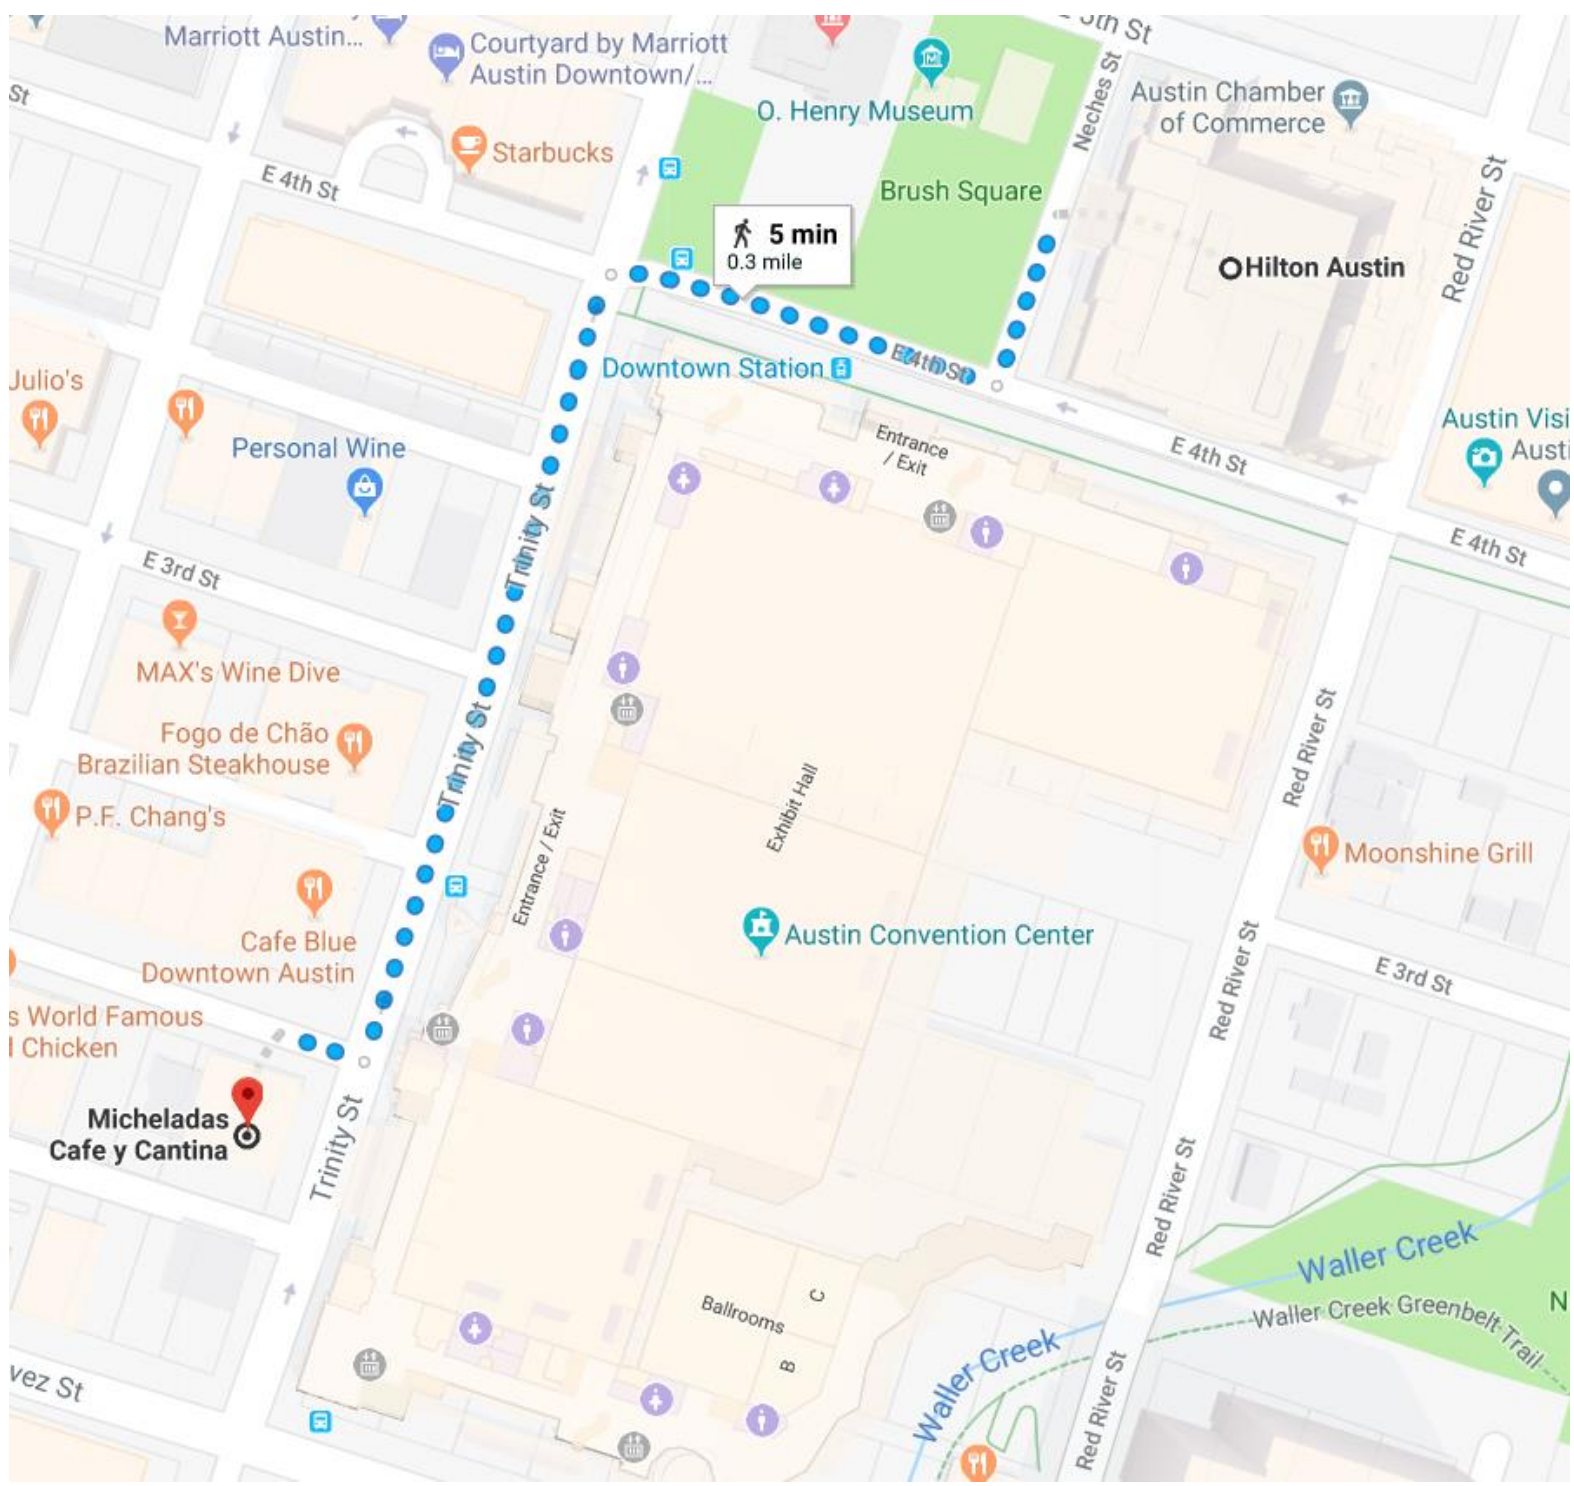 Marriott Austin...
Courtyard by Marriott
Austin Downtown/...
5th St
Neches St
Austin Chamber
of Commerce
O. Henry Museum
St
Starbucks
E 4th St
Brush Square
Red River St
5 min
0.3 mile
Hilton Austin
Julio's
Downtown Station
E 4th St
Personal Wine
Entrance
/ Exit
E 4th St
Austin Visi
Austi
E 4th St
Trinity St
E 3rd St
MAX's Wine Dive
Fogo de Chão
Brazilian Steakhouse
Trinity St
Red River St
P.F. Chang's
Exhibit Hall
Entrance / Exit
Moonshine Grill
Cafe Blue
Downtown Austin
Austin Convention Center
Red River St
E 3rd St
s World Famous
Chicken
Micheladas
Cafe y Cantina
Trinity St
Red River St
Waller Creek
Ballrooms
C
B
Waller Creek Greenbelt Trail
N
Waller Creek
vez St
Red River St